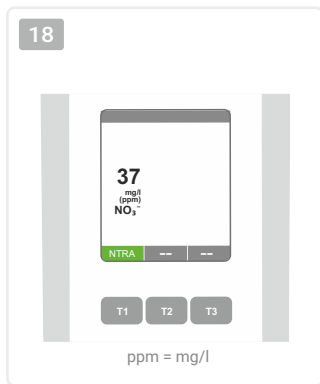 18
37
mg/l
(ppm)
NO₃⁻
NTRA -- --
T1 T2 T3
ppm = mg/l